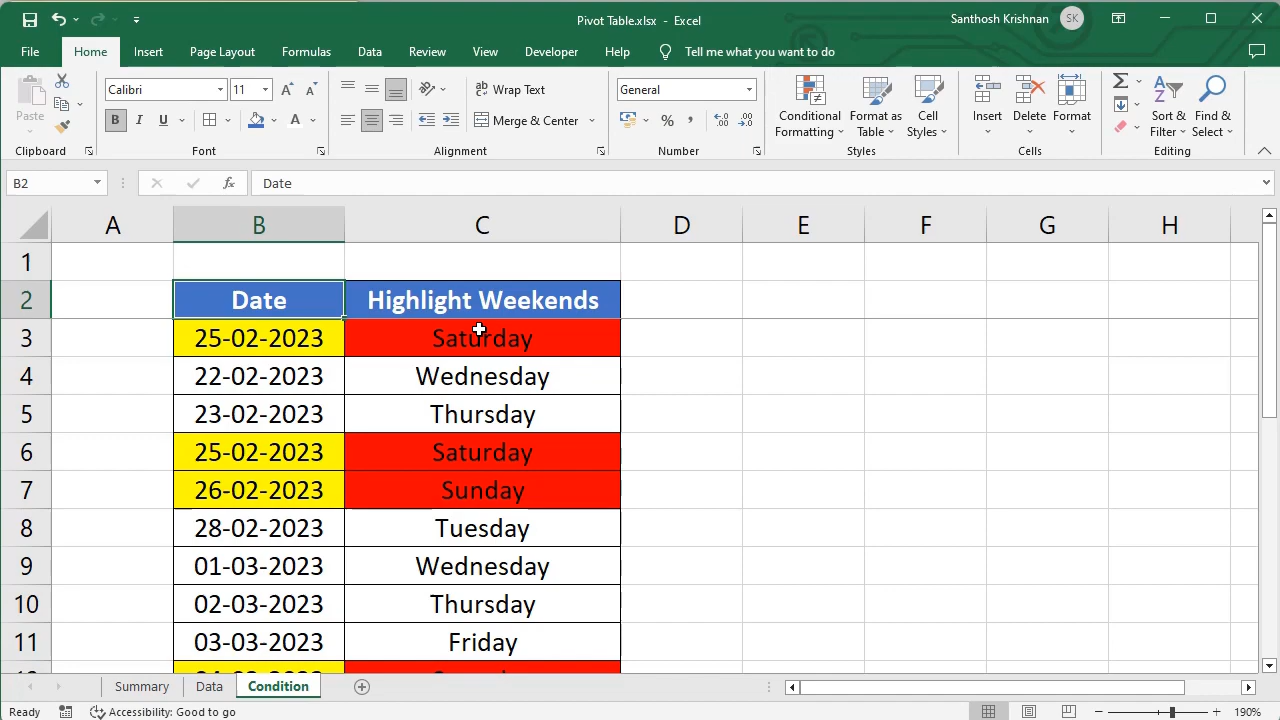 Pivot Table.xlsx - Excel
Santhosh Krishnan
SK
File Home Insert Page Layout Formulas Data Review View Developer Help Tell me what you want to do
Paste
Clipboard
Calibri 11
B I U A
Font
ab Wrap Text
Merge & Center
Alignment
General
% ,
Number
Conditional Formatting
Format as Table
Cell Styles
Styles
Insert
Delete
Format
Cells
Sort & Filter
Find & Select
Editing
B2 fx Date
A B C D E F G H
1
2 Date Highlight Weekends
3 25-02-2023 Saturday
4 22-02-2023 Wednesday
5 23-02-2023 Thursday
6 25-02-2023 Saturday
7 26-02-2023 Sunday
8 28-02-2023 Tuesday
9 01-03-2023 Wednesday
10 02-03-2023 Thursday
11 03-03-2023 Friday
Summary Data Condition
Ready Accessibility: Good to go 190%